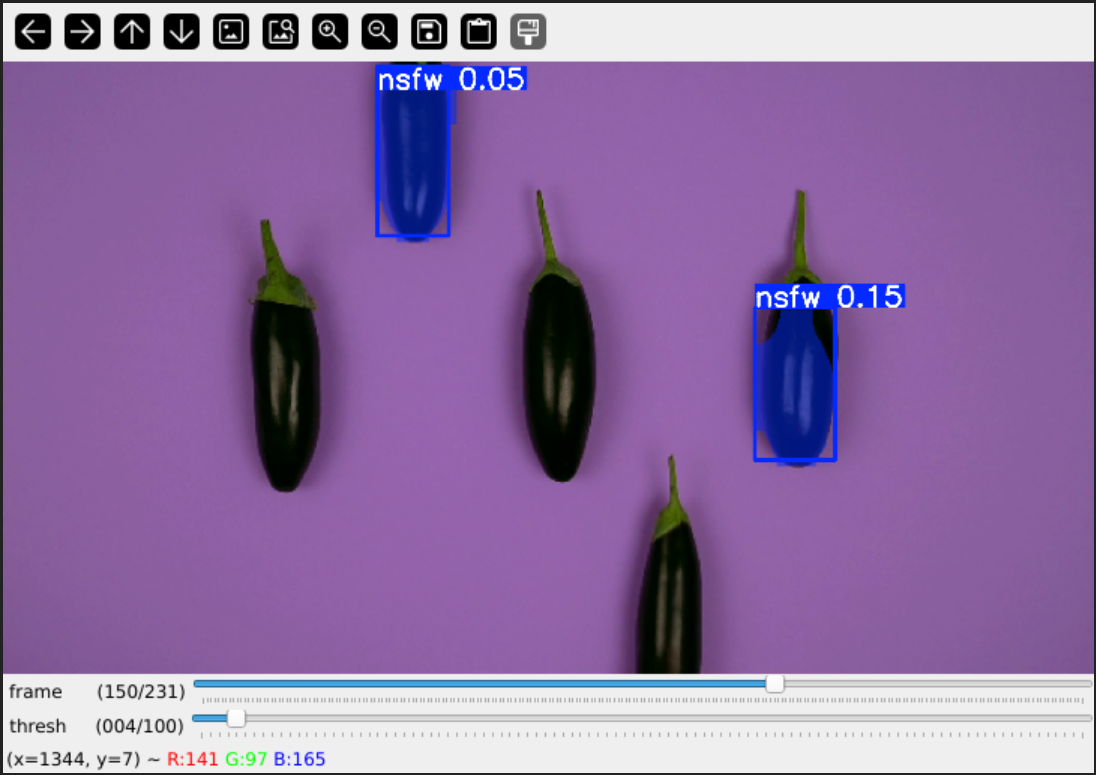 nsfw 0.05
nsfw 0.15
frame (150/231)
thresh (004/100)
(x=1344, y=7) ~ R:141 G:97 B:165